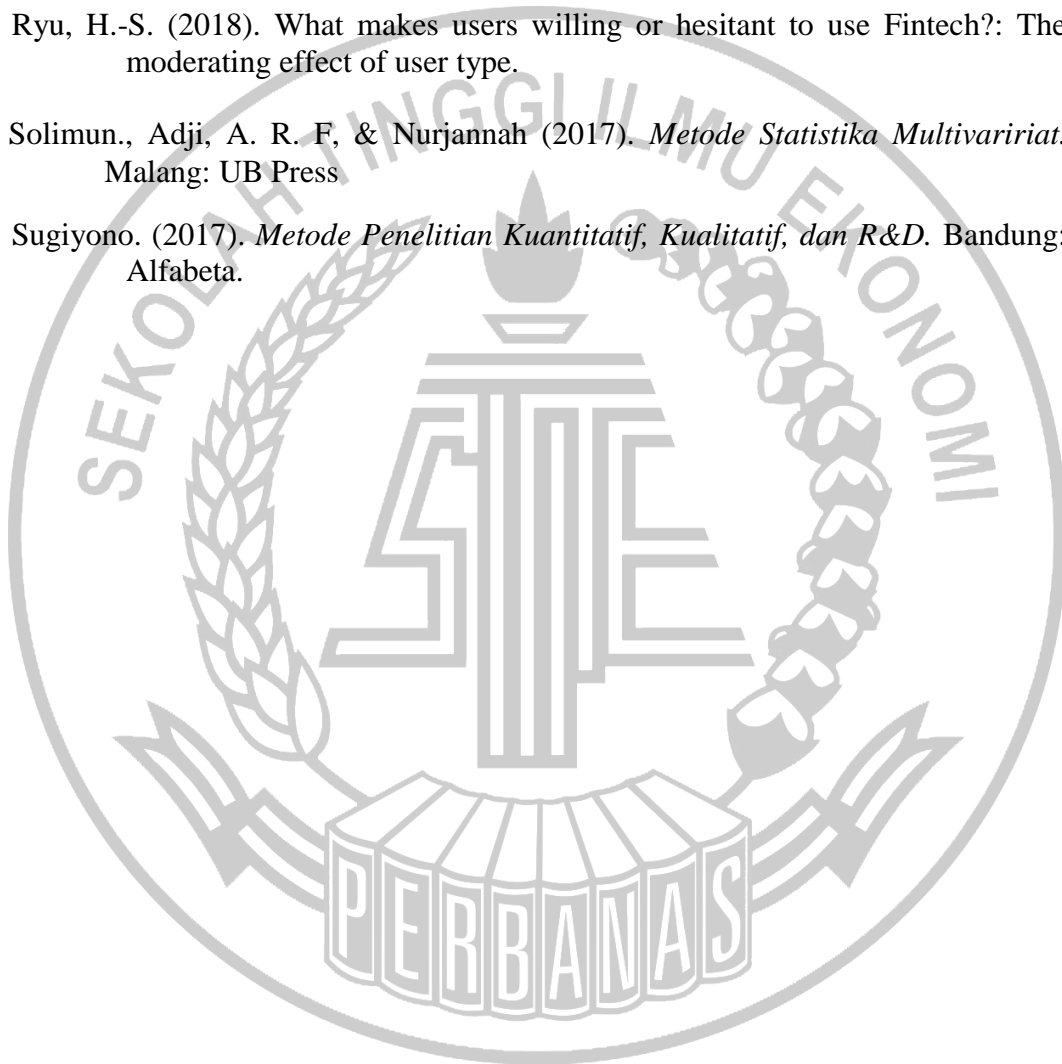 Ryu, H.-S. (2018). What makes users willing or hesitant to use Fintech?: The
moderating effect of user type.
Solimun., Adji, A. R. F, & Nurjannah (2017). Metode Statistika Multivaririat.
Malang: UB Press
Sugiyono. (2017). Metode Penelitian Kuantitatif, Kualitatif, dan R&D. Bandung:
Alfabeta.
SEKOLAH TINGGI ILMU EKONOMI
STIE
PERBANAS